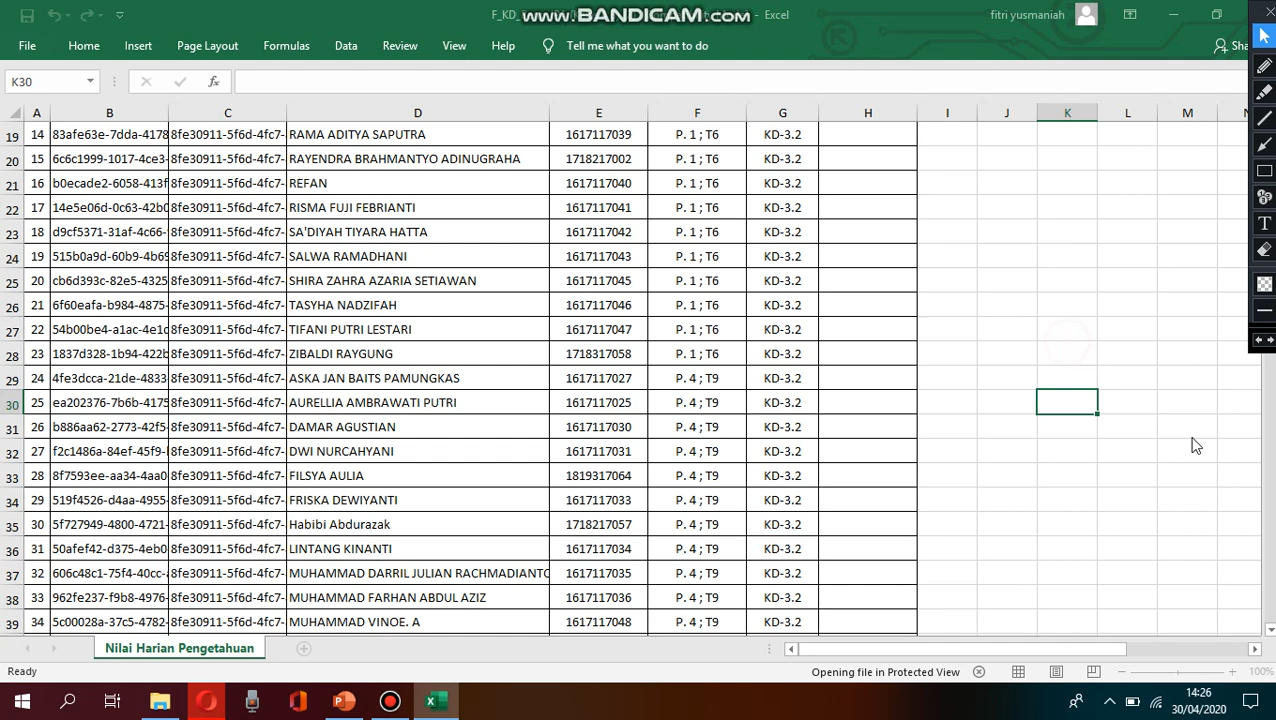 F_KD_
www.BANDICAM.com
- Excel
fitri yusmaniah
File Home Insert Page Layout Formulas Data Review View Help Tell me what you want to do
K30
fx
A B C D E F G H I J K L M N
19 14 83afe63e-7dda-4178 8fe30911-5f6d-4fc7- RAMA ADITYA SAPUTRA 1617117039 P. 1 ; T6 KD-3.2
20 15 6c6c1999-1017-4ce3- 8fe30911-5f6d-4fc7- RAYENDRA BRAHMANTYO ADINUGRAHA 1718217002 P. 1 ; T6 KD-3.2
21 16 b0ecade2-6058-413f 8fe30911-5f6d-4fc7- REFAN 1617117040 P. 1 ; T6 KD-3.2
22 17 14e5e06d-0c63-42b0 8fe30911-5f6d-4fc7- RISMA FUJI FEBRIANTI 1617117041 P. 1 ; T6 KD-3.2
23 18 d9cf5371-31af-4c66- 8fe30911-5f6d-4fc7- SA'DIYAH TIYARA HATTA 1617117042 P. 1 ; T6 KD-3.2
24 19 515b0a9d-60b9-4b69 8fe30911-5f6d-4fc7- SALWA RAMADHANI 1617117043 P. 1 ; T6 KD-3.2
25 20 cb6d393c-82e5-4325 8fe30911-5f6d-4fc7- SHIRA ZAHRA AZARIA SETIAWAN 1617117045 P. 1 ; T6 KD-3.2
26 21 6f60eafa-b984-4875- 8fe30911-5f6d-4fc7- TASYHA NADZIFAH 1617117046 P. 1 ; T6 KD-3.2
27 22 54b00be4-a1ac-4e1c 8fe30911-5f6d-4fc7- TIFANI PUTRI LESTARI 1617117047 P. 1 ; T6 KD-3.2
28 23 1837d328-1b94-422b 8fe30911-5f6d-4fc7- ZIBALDI RAYGUNG 1718317058 P. 1 ; T6 KD-3.2
29 24 4fe3dcca-21de-4833 8fe30911-5f6d-4fc7- ASKA JAN BAITS PAMUNGKAS 1617117027 P. 4 ; T9 KD-3.2
30 25 ea202376-7b6b-4175 8fe30911-5f6d-4fc7- AURELLIA AMBRAWATI PUTRI 1617117025 P. 4 ; T9 KD-3.2
31 26 b886aa62-2773-42f5- 8fe30911-5f6d-4fc7- DAMAR AGUSTIAN 1617117030 P. 4 ; T9 KD-3.2
32 27 f2c1486a-84ef-45f9- 8fe30911-5f6d-4fc7- DWI NURCAHYANI 1617117031 P. 4 ; T9 KD-3.2
33 28 8f7593ee-aa34-4aa0 8fe30911-5f6d-4fc7- FILSYA AULIA 1819317064 P. 4 ; T9 KD-3.2
34 29 519f4526-d4aa-4955- 8fe30911-5f6d-4fc7- FRISKA DEWIYANTI 1617117033 P. 4 ; T9 KD-3.2
35 30 5f727949-4800-4721- 8fe30911-5f6d-4fc7- Habibi Abdurazak 1718217057 P. 4 ; T9 KD-3.2
36 31 50afef42-d375-4eb0 8fe30911-5f6d-4fc7- LINTANG KINANTI 1617117034 P. 4 ; T9 KD-3.2
37 32 606c48c1-75f4-40cc- 8fe30911-5f6d-4fc7- MUHAMMAD DARRIL JULIAN RACHMADIANTO 1617117035 P. 4 ; T9 KD-3.2
38 33 962fe237-f9b8-4976- 8fe30911-5f6d-4fc7- MUHAMMAD FARHAN ABDUL AZIZ 1617117036 P. 4 ; T9 KD-3.2
39 34 5c00028a-37c5-4782- 8fe30911-5f6d-4fc7- MUHAMMAD VINOE. A 1617117048 P. 4 ; T9 KD-3.2
Nilai Harian Pengetahuan
Ready Opening file in Protected View 100%
14:26
30/04/2020